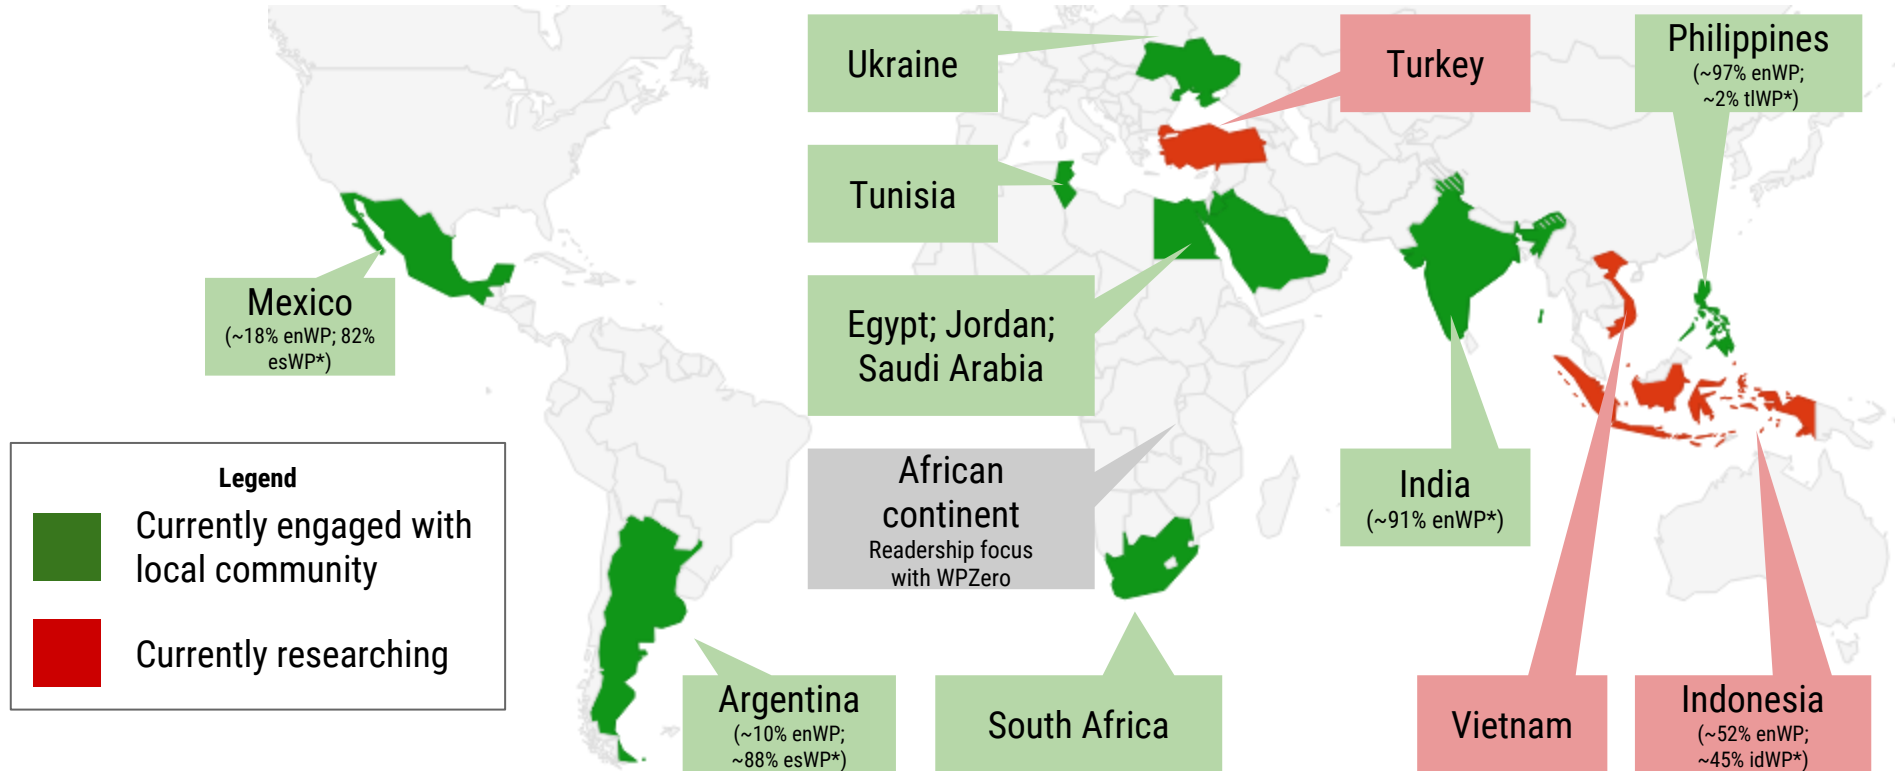 Ukraine
Turkey
Philippines
(~97% enWP;
~2% tlWP*)
Tunisia
Mexico
(~18% enWP; 82%
esWP*)
Egypt; Jordan;
Saudi Arabia
African
continent
Readership focus
with WPZero
India
(~91% enWP*)
Legend
Currently engaged with
local community
Currently researching
Argentina
(~10% enWP;
~88% esWP*)
South Africa
Vietnam
Indonesia
(~52% enWP;
~45% idWP*)